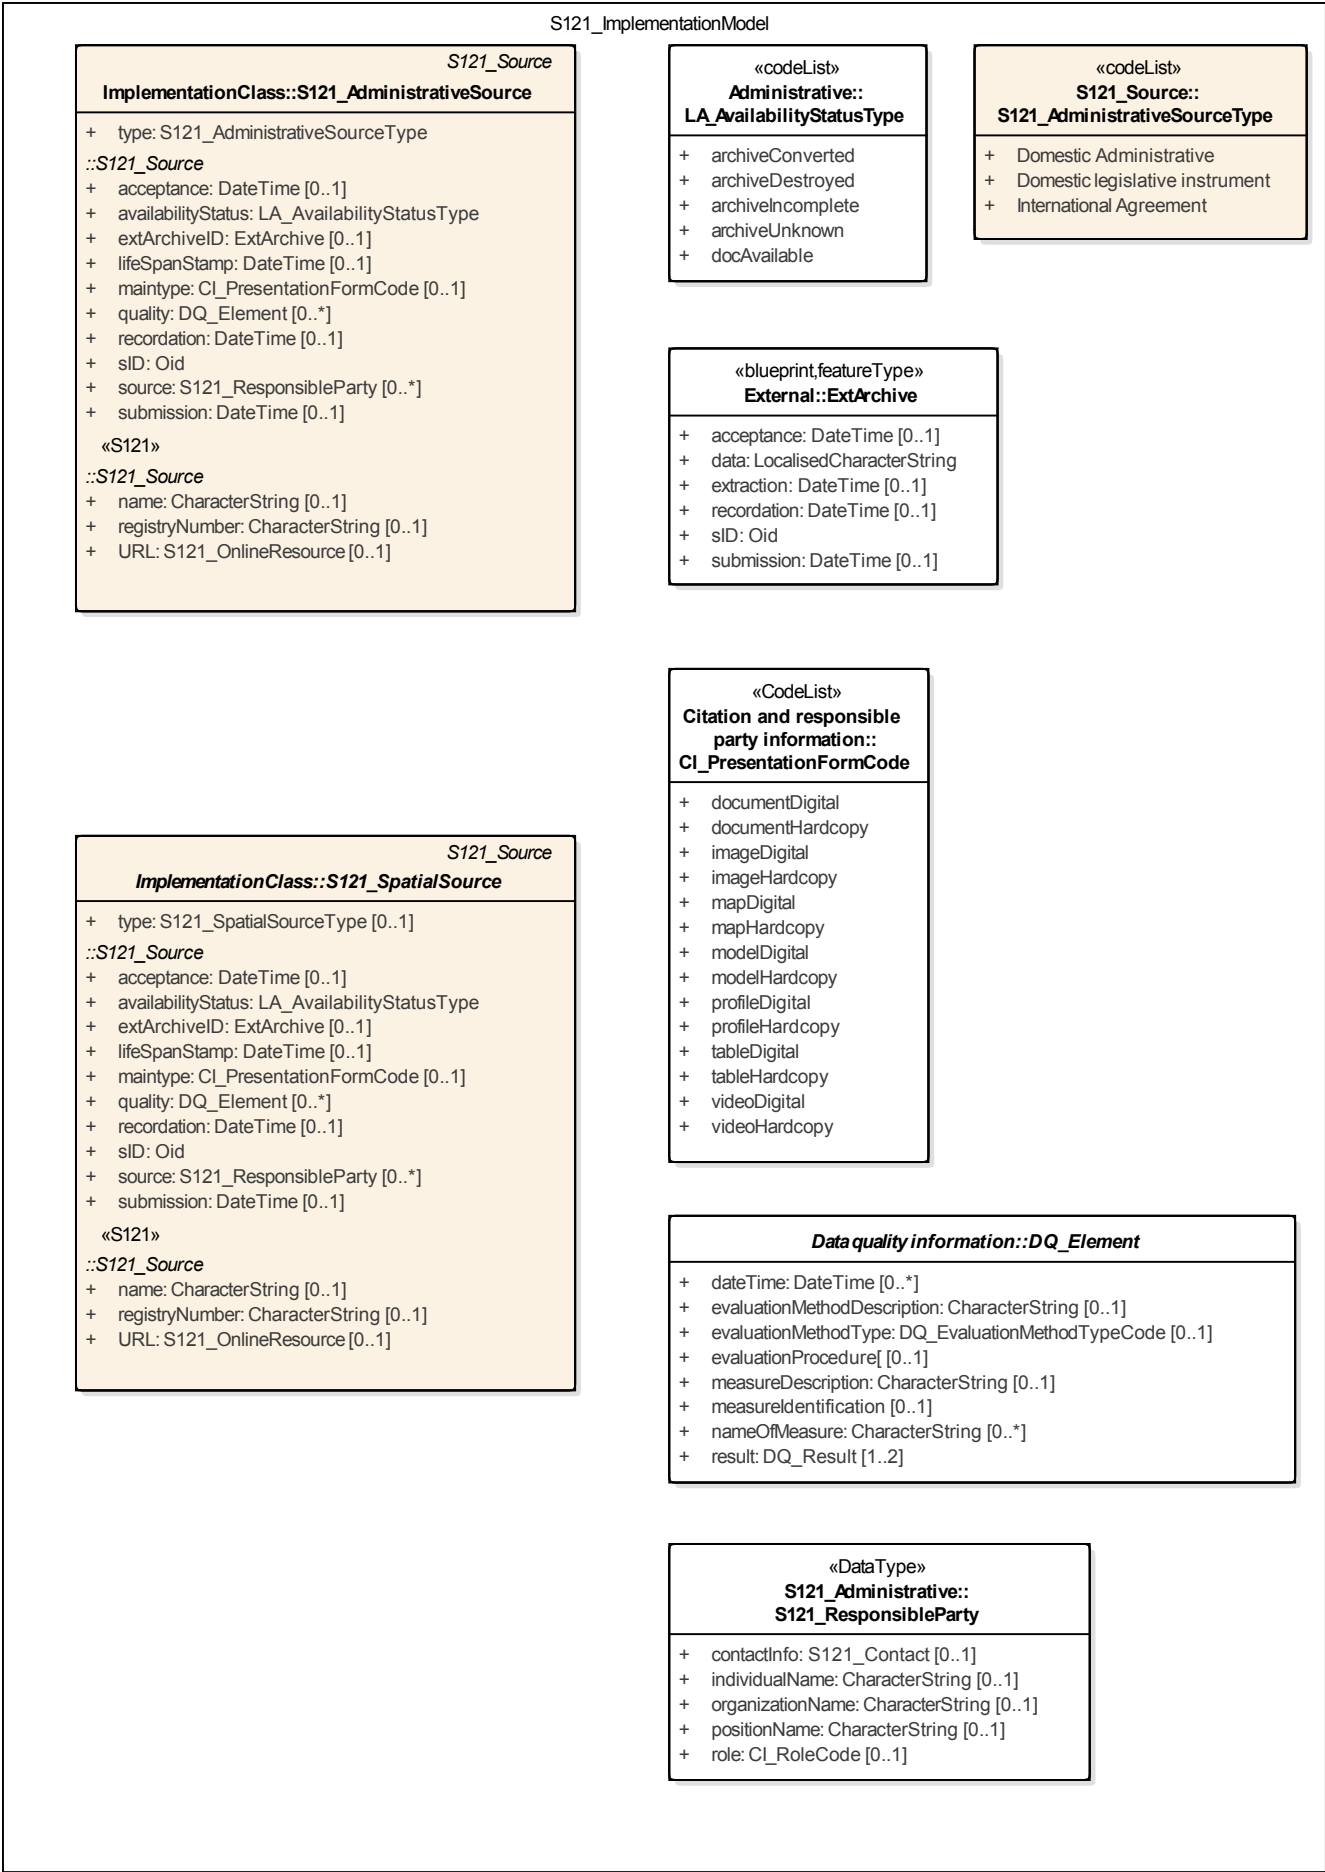 S121_ImplementationModel
S121_Source
ImplementationClass::S121_AdministrativeSource
+ type: S121_AdministrativeSourceType
::S121_Source
+ acceptance: DateTime [0..1]
+ availabilityStatus: LA_AvailabilityStatusType
+ extArchiveID: ExtArchive [0..1]
+ lifeSpanStamp: DateTime [0..1]
+ maintype: CI_PresentationFormCode [0..1]
+ quality: DQ_Element [0..*]
+ recordation: DateTime [0..1]
+ sID: Oid
+ source: S121_ResponsibleParty [0..*]
+ submission: DateTime [0..1]
«S121»
::S121_Source
+ name: CharacterString [0..1]
+ registryNumber: CharacterString [0..1]
+ URL: S121_OnlineResource [0..1]
«codeList»
Administrative::
LA_AvailabilityStatusType
+ archiveConverted
+ archiveDestroyed
+ archiveIncomplete
+ archiveUnknown
+ docAvailable
«codeList»
S121_Source::
S121_AdministrativeSourceType
+ Domestic Administrative
+ Domestic legislative instrument
+ International Agreement
«blueprint,featureType»
External::ExtArchive
+ acceptance: DateTime [0..1]
+ data: LocalisedCharacterString
+ extraction: DateTime [0..1]
+ recordation: DateTime [0..1]
+ sID: Oid
+ submission: DateTime [0..1]
«CodeList»
Citation and responsible
party information::
CI_PresentationFormCode
+ documentDigital
+ documentHardcopy
+ imageDigital
+ imageHardcopy
+ mapDigital
+ mapHardcopy
+ modelDigital
+ modelHardcopy
+ profileDigital
+ profileHardcopy
+ tableDigital
+ tableHardcopy
+ videoDigital
+ videoHardcopy
S121_Source
ImplementationClass::S121_SpatialSource
+ type: S121_SpatialSourceType [0..1]
::S121_Source
+ acceptance: DateTime [0..1]
+ availabilityStatus: LA_AvailabilityStatusType
+ extArchiveID: ExtArchive [0..1]
+ lifeSpanStamp: DateTime [0..1]
+ maintype: CI_PresentationFormCode [0..1]
+ quality: DQ_Element [0..*]
+ recordation: DateTime [0..1]
+ sID: Oid
+ source: S121_ResponsibleParty [0..*]
+ submission: DateTime [0..1]
«S121»
::S121_Source
+ name: CharacterString [0..1]
+ registryNumber: CharacterString [0..1]
+ URL: S121_OnlineResource [0..1]
Data quality information::DQ_Element
+ dateTime: DateTime [0..*]
+ evaluationMethodDescription: CharacterString [0..1]
+ evaluationMethodType: DQ_EvaluationMethodTypeCode [0..1]
+ evaluationProcedure[ [0..1]
+ measureDescription: CharacterString [0..1]
+ measureIdentification [0..1]
+ nameOfMeasure: CharacterString [0..*]
+ result: DQ_Result [1..2]
«DataType»
S121_Administrative::
S121_ResponsibleParty
+ contactInfo: S121_Contact [0..1]
+ individualName: CharacterString [0..1]
+ organizationName: CharacterString [0..1]
+ positionName: CharacterString [0..1]
+ role: CI_RoleCode [0..1]